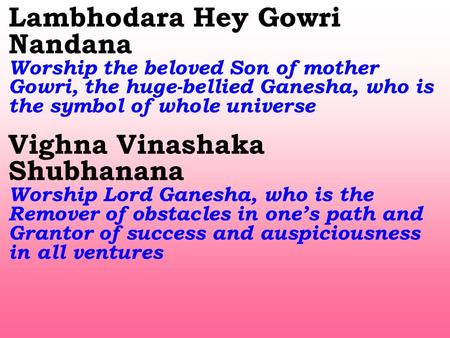 Lambhodara Hey Gowri
Nandana
Worship the beloved Son of mother
Gowri, the huge-bellied Ganesha, who is
the symbol of whole universe
Vighna Vinashaka
Shubhanana
Worship Lord Ganesha, who is the
Remover of obstacles in one’s path and
Grantor of success and auspiciousness
in all ventures